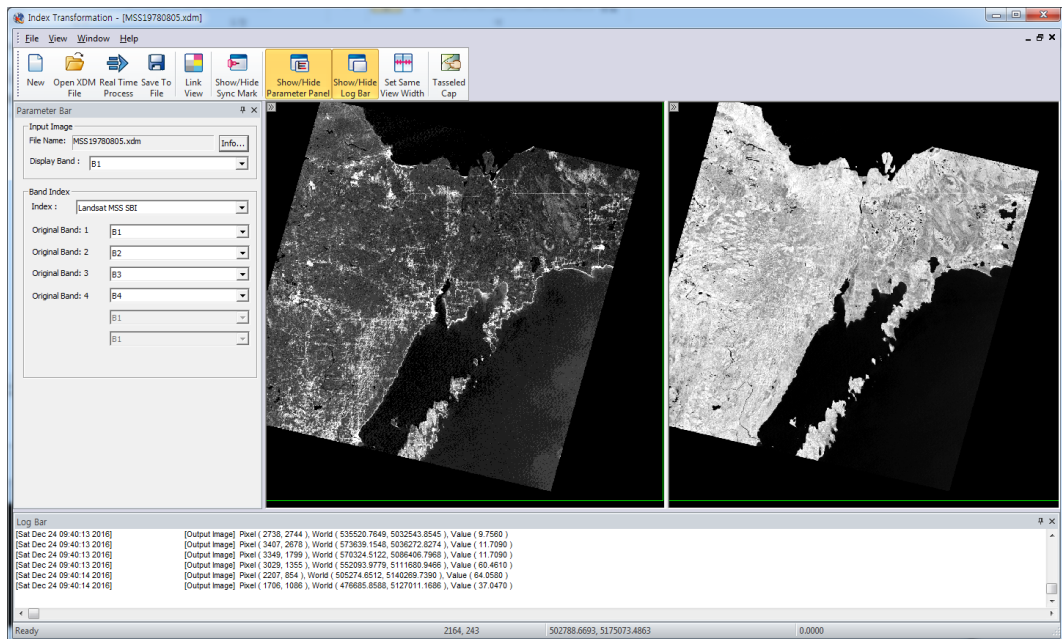 Index Transformation - [MSS19780805.xdm]
File View Window Help
New Open XDM File Real Time Process Save To File Link View Show/Hide Sync Mark Show/Hide Parameter Panel Show/Hide Log Bar Set Same View Width Tasseled Cap
Parameter Bar
Input Image
File Name: MSS19780805.xdm Info...
Display Band : B1
Band Index
Index : Landsat MSS SBI
Original Band: 1 B1
Original Band: 2 B2
Original Band: 3 B3
Original Band: 4 B4
B1
B1
Log Bar
[Sat Dec 24 09:40:13 2016] [Output Image] Pixel ( 2738, 2744 ), World ( 535520.7649, 5032543.8545 ), Value ( 9.7560 )
[Sat Dec 24 09:40:13 2016] [Output Image] Pixel ( 3407, 2678 ), World ( 573639.1548, 5036272.8274 ), Value ( 11.7090 )
[Sat Dec 24 09:40:13 2016] [Output Image] Pixel ( 3349, 1799 ), World ( 570324.5122, 5086406.7968 ), Value ( 11.7090 )
[Sat Dec 24 09:40:13 2016] [Output Image] Pixel ( 3029, 1355 ), World ( 552093.9779, 5111680.9466 ), Value ( 60.4610 )
[Sat Dec 24 09:40:14 2016] [Output Image] Pixel ( 2207, 854 ), World ( 505274.6512, 5140269.7390 ), Value ( 64.0580 )
[Sat Dec 24 09:40:14 2016] [Output Image] Pixel ( 1706, 1086 ), World ( 476685.8588, 5127011.1686 ), Value ( 37.0470 )
Ready 2164, 243 502788.6693, 5175073.4863 0.0000